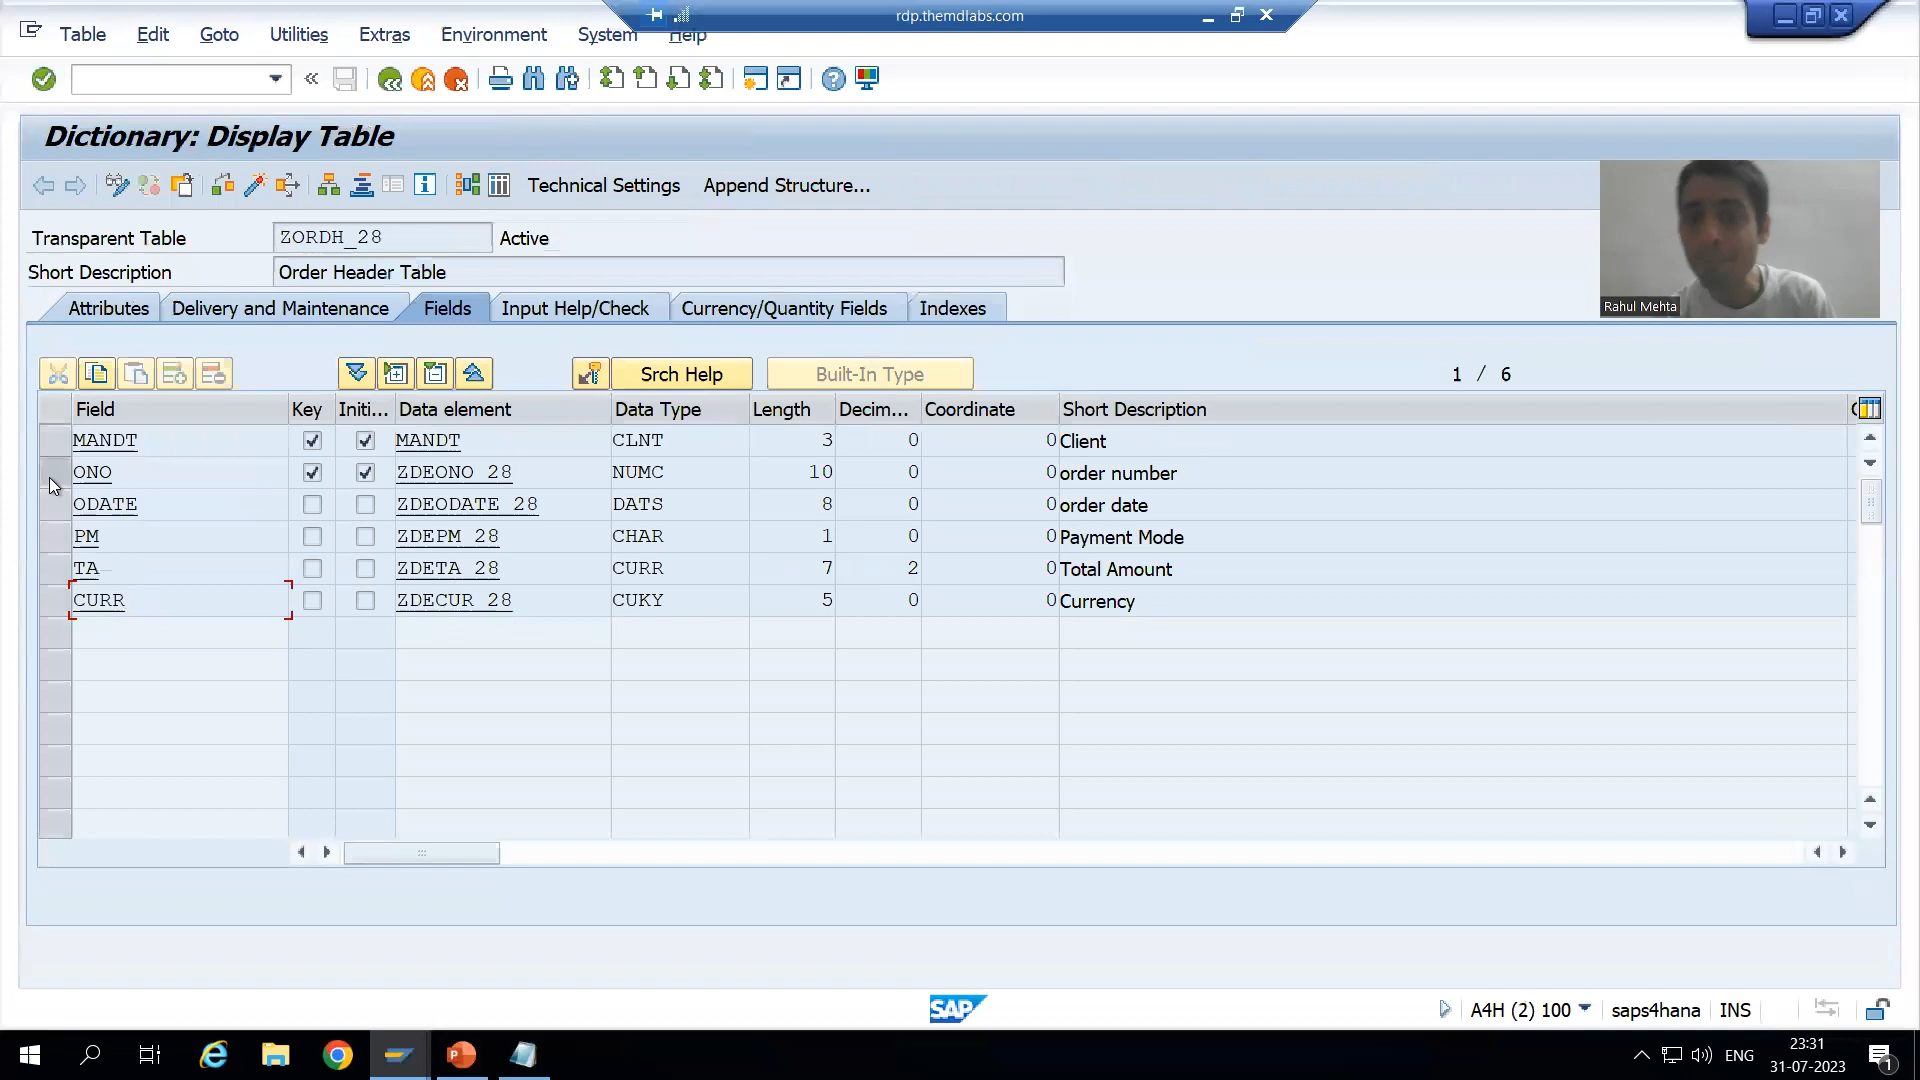 rdp.themdlabs.com
Table Edit Goto Utilities Extras Environment System Help
Dictionary: Display Table
Technical Settings Append Structure...
Transparent Table ZORDH_28 Active
Short Description Order Header Table
Attributes Delivery and Maintenance Fields Input Help/Check Currency/Quantity Fields Indexes
Rahul Mehta
Srch Help Built-In Type 1 / 6
Field Key Initi... Data element Data Type Length Decim... Coordinate Short Description
MANDT MANDT CLNT 3 0 0 Client
ONO ZDEONO_28 NUMC 10 0 0 order number
ODATE ZDEODATE_28 DATS 8 0 0 order date
PM ZDEPM_28 CHAR 1 0 0 Payment Mode
TA ZDETA_28 CURR 7 2 0 Total Amount
CURR ZDECUR_28 CUKY 5 0 0 Currency
SAP
A4H (2) 100 saps4hana INS
ENG
23:31
31-07-2023
1